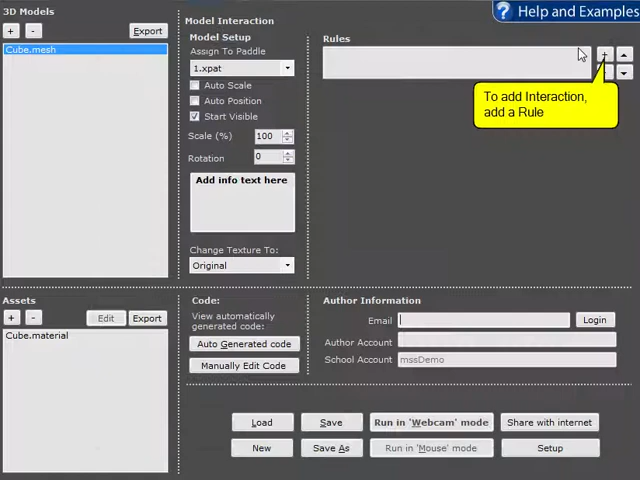 3D Models
+ - Export
Cube.mesh
Model Interaction
Model Setup
Assign To Paddle
1.xpat
Auto Scale
Auto Position
Start Visible
Scale (%) 100
Rotation 0
Add info text here
Change Texture To:
Original
? Help and Examples
Rules
+
To add Interaction,
add a Rule
Assets
+ - Edit Export
Cube.material
Code:
View automatically
generated code:
Auto Generated code
Manually Edit Code
Author Information
Email Login
Author Account
School Account mssDemo
Load Save Run in 'Webcam' mode Share with internet
New Save As Run in 'Mouse' mode Setup